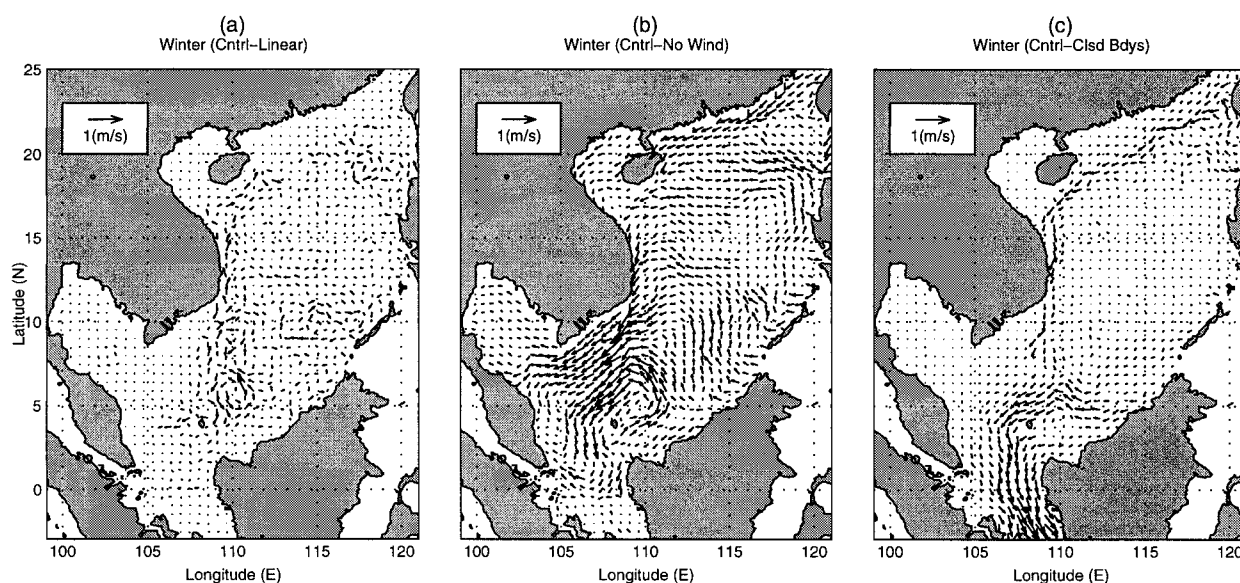 (a)
Winter (Cntrl-Linear)
(b)
Winter (Cntrl-No Wind)
(c)
Winter (Cntrl-Clsd Bdys)
25
20
15
10
5
0
Latitude (N)
1(m/s)
1(m/s)
1(m/s)
100 105 110 115 120
100 105 110 115 120
100 105 110 115 120
Longitude (E)
Longitude (E)
Longitude (E)